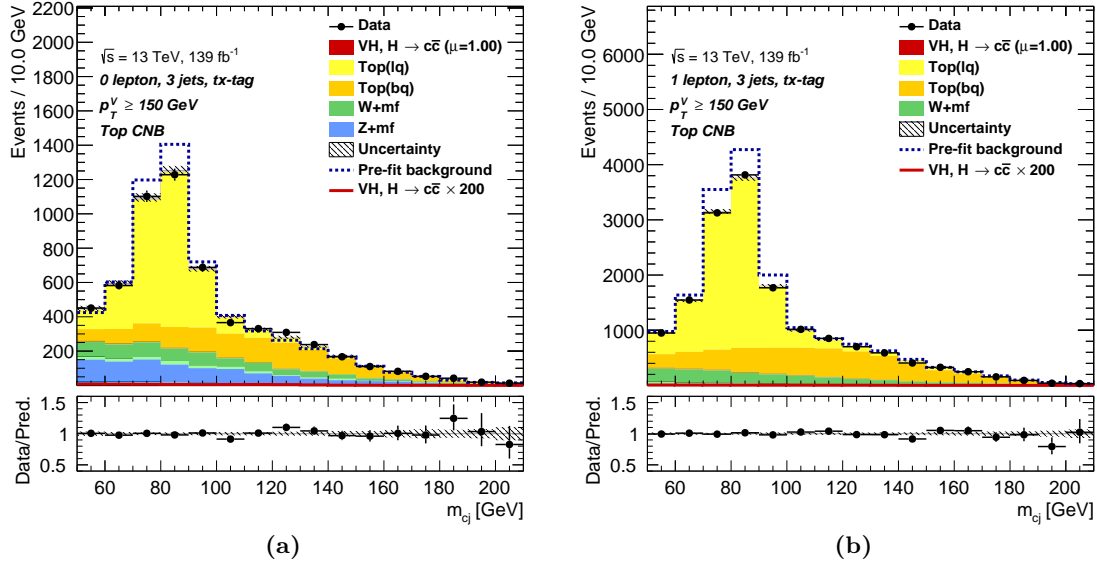 Events / 10.0 GeV
2200
2000
1800
1600
1400
1200
1000
800
600
400
200
√s = 13 TeV, 139 fb⁻¹
0 lepton, 3 jets, tx-tag
p_T^V ≥ 150 GeV
Top CNB
Data
VH, H → cc̄ (μ=1.00)
Top(lq)
Top(bq)
W+mf
Z+mf
Uncertainty
Pre-fit background
VH, H → cc̄ × 200
Data/Pred.
1.5
1
0.5
60 80 100 120 140 160 180 200
m_cj [GeV]
(a)
Events / 10.0 GeV
6000
5000
4000
3000
2000
1000
√s = 13 TeV, 139 fb⁻¹
1 lepton, 3 jets, tx-tag
p_T^V ≥ 150 GeV
Top CNB
Data
VH, H → cc̄ (μ=1.00)
Top(lq)
Top(bq)
W+mf
Uncertainty
Pre-fit background
VH, H → cc̄ × 200
Data/Pred.
1.5
1
0.5
60 80 100 120 140 160 180 200
m_cj [GeV]
(b)